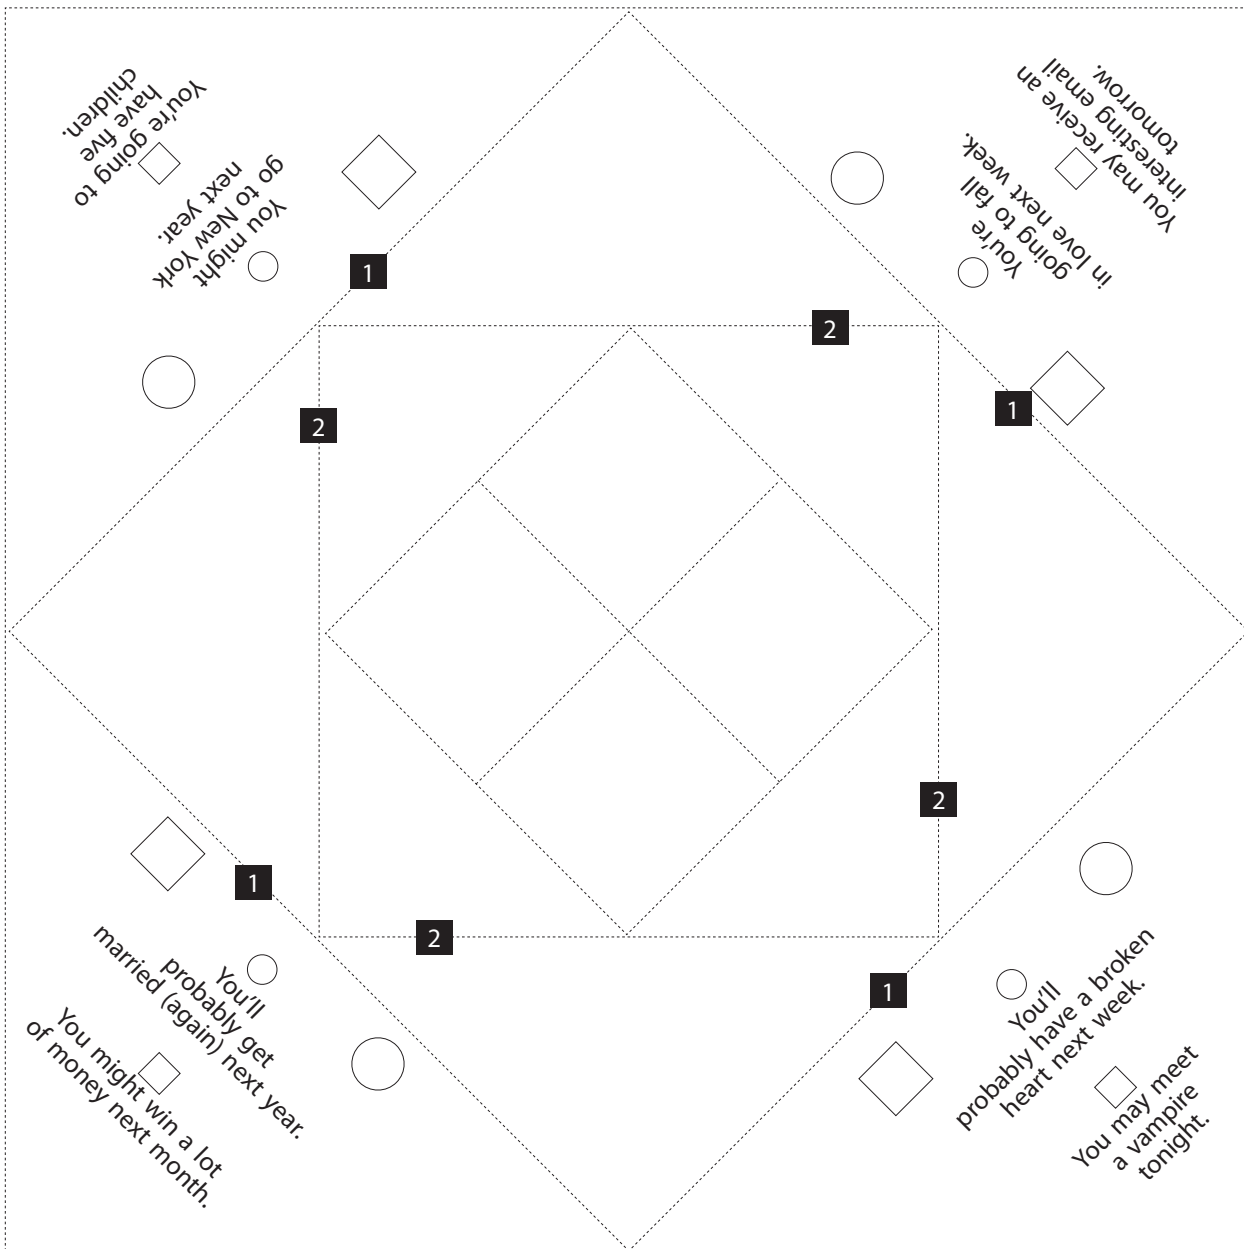 You're going to
have five
children.
You might
go to New York
next year.
You may receive an
interesting email
tomorrow.
You're
going to fall
in love next week.
1
2
1
2
2
1
2
1
You'll
probably get
married (again) next year.
You might win a lot
of money next month.
You'll
probably have a broken
heart next week.
You may meet
a vampire
tonight.